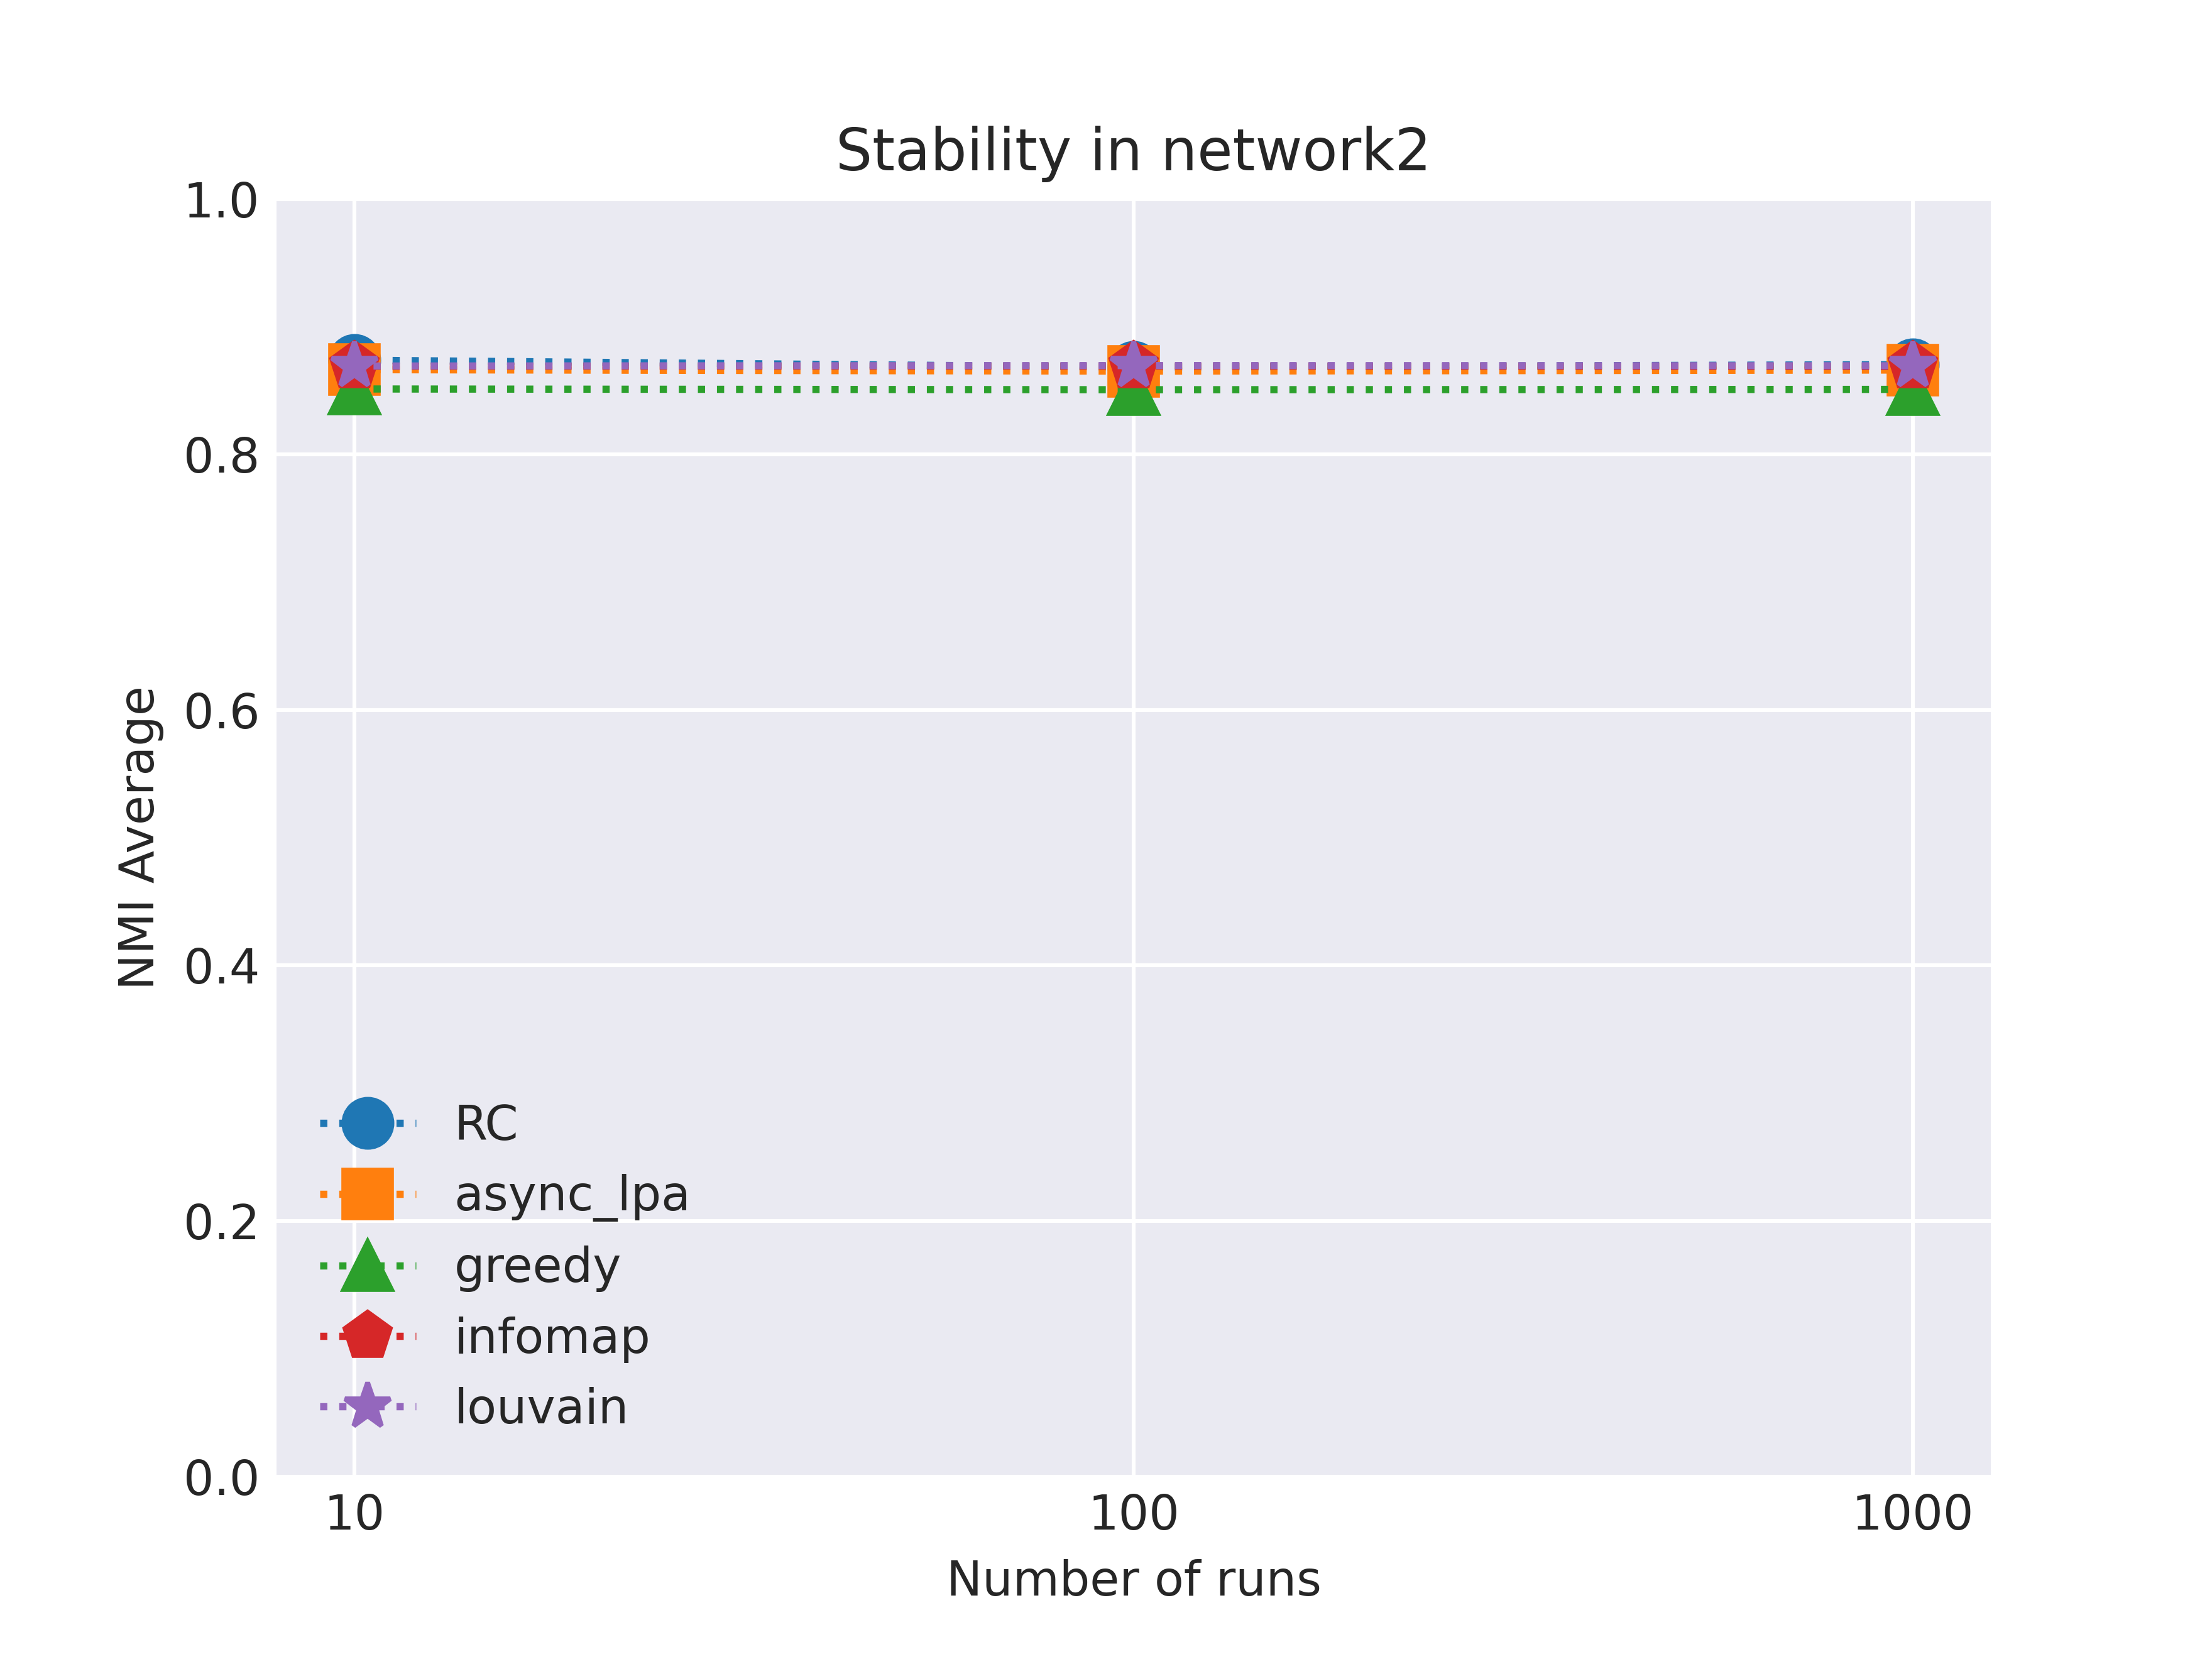 Stability in network2
1.0
0.8
0.6
0.4
0.2
0.0
NMI Average
RC
async_lpa
greedy
infomap
louvain
10 100 1000
Number of runs